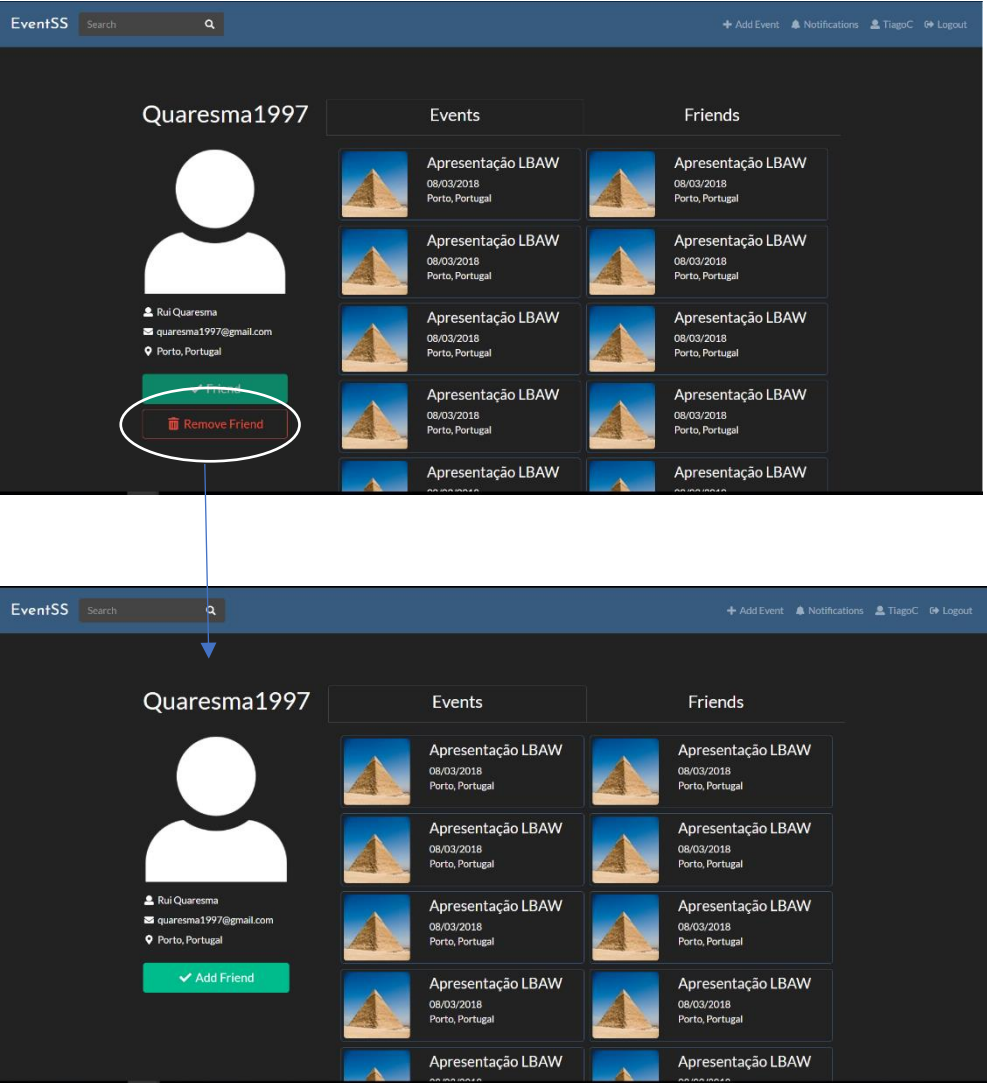 EventSS Search + Add Event Notifications TiagoC Logout
Quaresma1997 Events Friends
Apresentação LBAW Apresentação LBAW
08/03/2018 08/03/2018
Porto, Portugal Porto, Portugal
Apresentação LBAW Apresentação LBAW
08/03/2018 08/03/2018
Porto, Portugal Porto, Portugal
Rui Quaresma
quaresma1997@gmail.com
Porto, Portugal
Apresentação LBAW Apresentação LBAW
08/03/2018 08/03/2018
Porto, Portugal Porto, Portugal
Friend
Remove Friend
Apresentação LBAW Apresentação LBAW
08/03/2018 08/03/2018
Porto, Portugal Porto, Portugal
Apresentação LBAW Apresentação LBAW
EventSS Search + Add Event Notifications TiagoC Logout
Quaresma1997 Events Friends
Apresentação LBAW Apresentação LBAW
08/03/2018 08/03/2018
Porto, Portugal Porto, Portugal
Apresentação LBAW Apresentação LBAW
08/03/2018 08/03/2018
Porto, Portugal Porto, Portugal
Rui Quaresma
quaresma1997@gmail.com
Porto, Portugal
Apresentação LBAW Apresentação LBAW
08/03/2018 08/03/2018
Porto, Portugal Porto, Portugal
Add Friend
Apresentação LBAW Apresentação LBAW
08/03/2018 08/03/2018
Porto, Portugal Porto, Portugal
Apresentação LBAW Apresentação LBAW